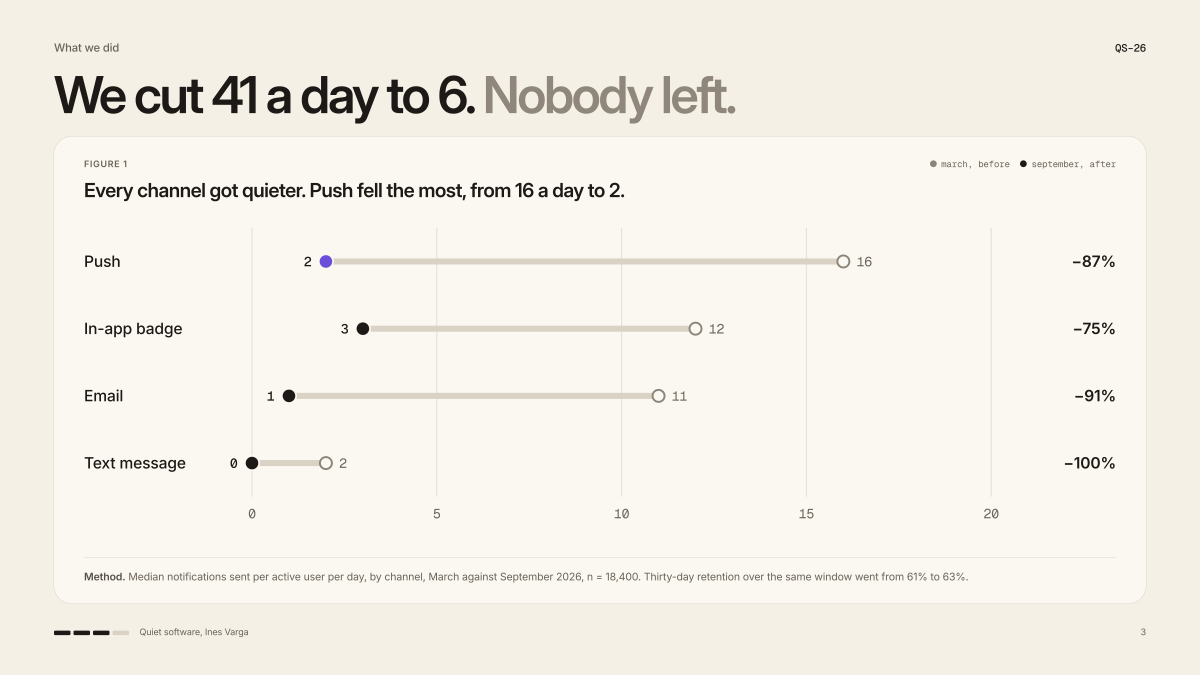 What we did
QS-26
We cut 41 a day to 6. Nobody left.
FIGURE 1
march, before
september, after
Every channel got quieter. Push fell the most, from 16 a day to 2.
Push 2 16 −87%
In-app badge 3 12 −75%
Email 1 11 −91%
Text message 0 2 −100%
0 5 10 15 20
Method. Median notifications sent per active user per day, by channel, March against September 2026, n = 18,400. Thirty-day retention over the same window went from 61% to 63%.
Quiet software, Ines Varga
3